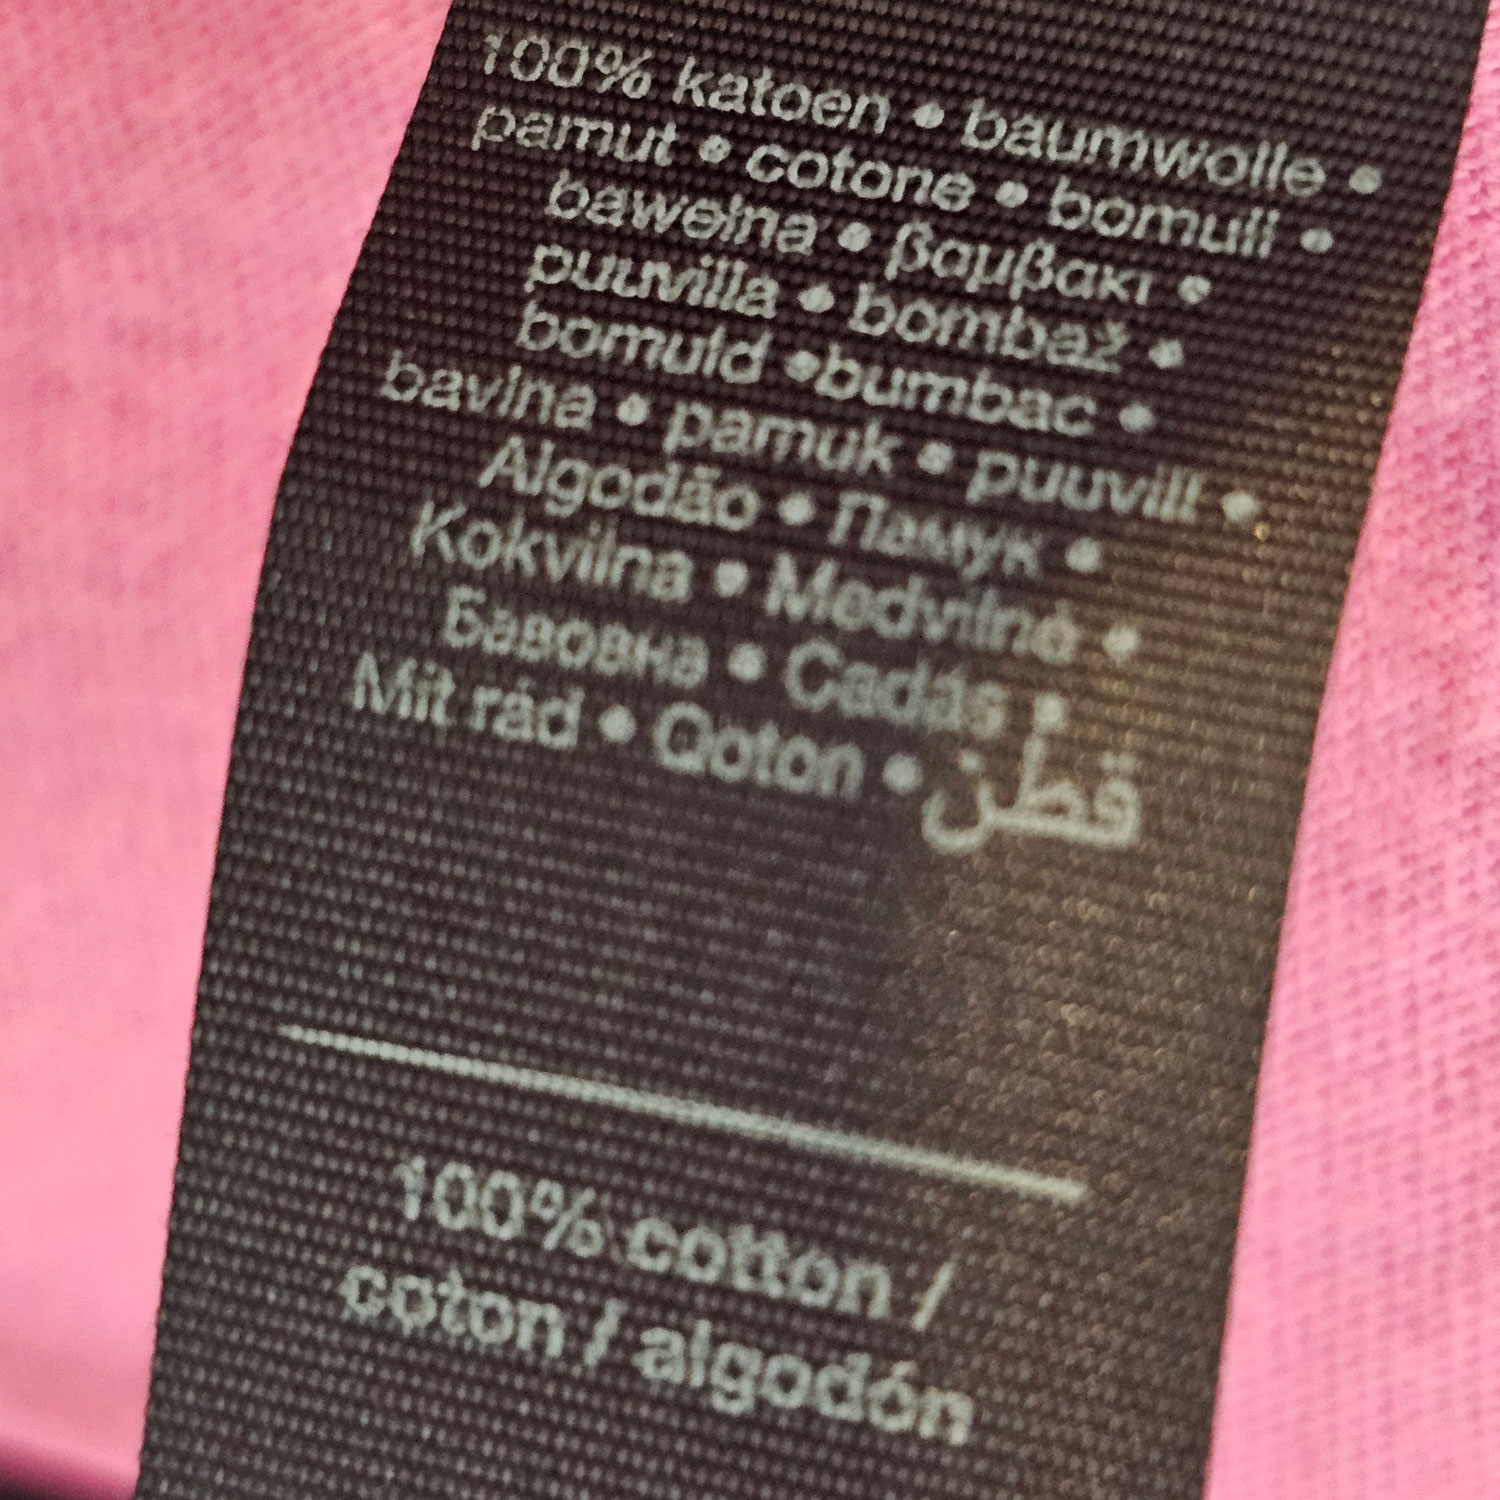 100% katoen • baumwolle •
pamut • cotone • bomull •
bawełna • βαμβακι •
puuvilla • bombaž •
bomuld •bumbac •
bavlna • pamuk • puuvill •
Algodão • Памук •
Kokvilna • Medvilnė •
Бавовна • Cadás •
Mit rád • Qoton • قطن
100% cotton /
coton / algodón